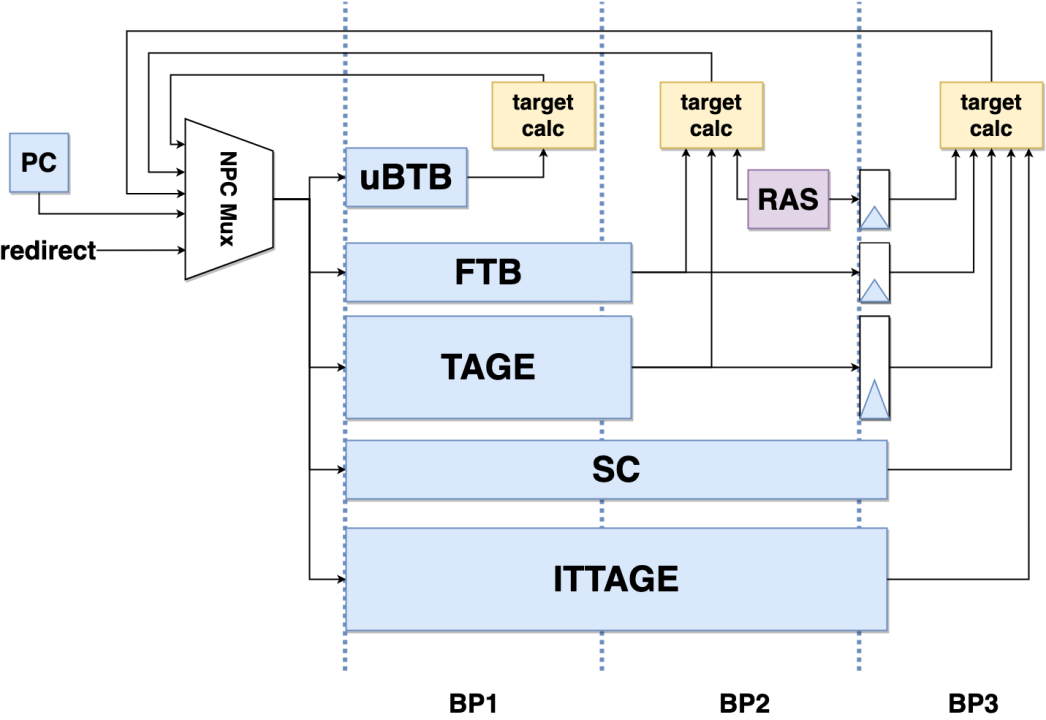 target
calc
target
calc
target
calc
PC
NPC Mux
uBTB
RAS
redirect
FTB
TAGE
SC
ITTAGE
BP1
BP2
BP3